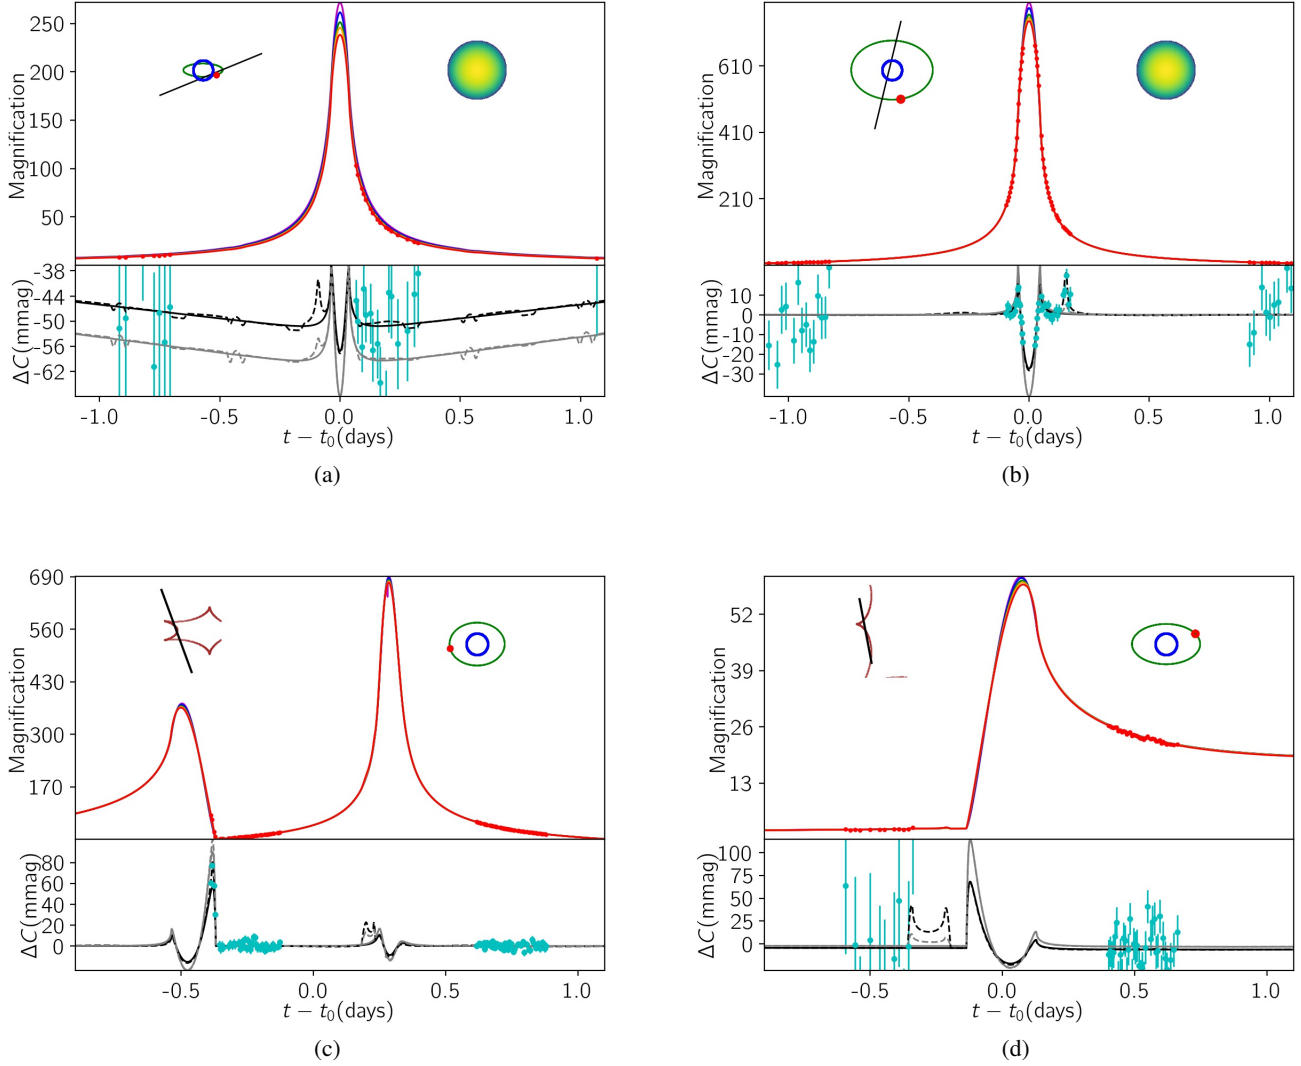 250
200
150
100
50
Magnification
-38
-44
-50
-56
-62
ΔC(mmag)
-1.0 -0.5 0.0 0.5 1.0
t − t₀(days)
(a)
610
410
210
Magnification
10
0
-10
-20
-30
ΔC(mmag)
-1.0 -0.5 0.0 0.5 1.0
t − t₀(days)
(b)
690
560
430
300
170
Magnification
80
60
40
20
0
ΔC(mmag)
-0.5 0.0 0.5 1.0
t − t₀(days)
(c)
52
39
26
13
Magnification
100
75
50
25
0
ΔC(mmag)
-0.5 0.0 0.5 1.0
t − t₀(days)
(d)